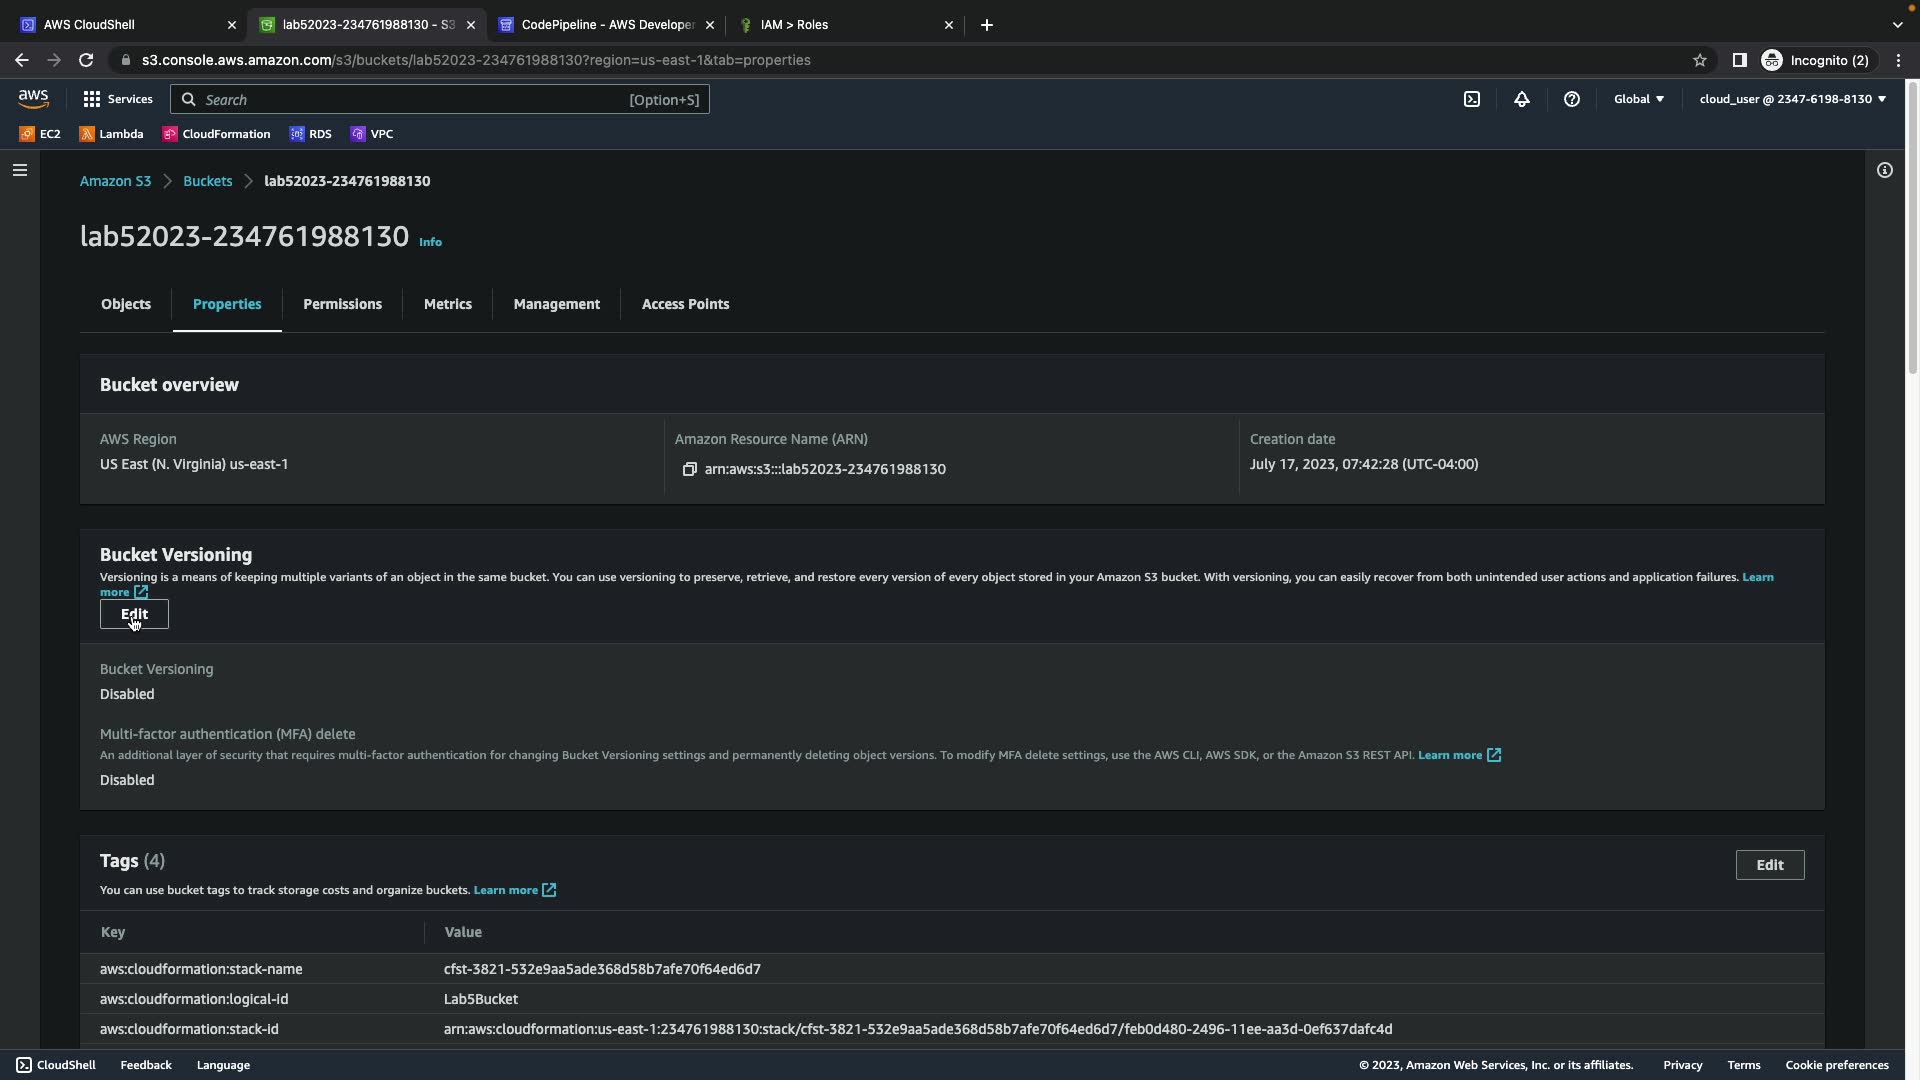 AWS CloudShell
lab52023-234761988130 - S3
CodePipeline - AWS Developer
IAM > Roles
s3.console.aws.amazon.com/s3/buckets/lab52023-234761988130?region=us-east-1&tab=properties
Incognito (2)
aws
Services
Search
[Option+S]
Global
cloud_user @ 2347-6198-8130
EC2
Lambda
CloudFormation
RDS
VPC
Amazon S3
Buckets
lab52023-234761988130
lab52023-234761988130 Info
Objects
Properties
Permissions
Metrics
Management
Access Points
Bucket overview
AWS Region
US East (N. Virginia) us-east-1
Amazon Resource Name (ARN)
arn:aws:s3:::lab52023-234761988130
Creation date
July 17, 2023, 07:42:28 (UTC-04:00)
Bucket Versioning
Versioning is a means of keeping multiple variants of an object in the same bucket. You can use versioning to preserve, retrieve, and restore every version of every object stored in your Amazon S3 bucket. With versioning, you can easily recover from both unintended user actions and application failures. Learn
more
Edit
Bucket Versioning
Disabled
Multi-factor authentication (MFA) delete
An additional layer of security that requires multi-factor authentication for changing Bucket Versioning settings and permanently deleting object versions. To modify MFA delete settings, use the AWS CLI, AWS SDK, or the Amazon S3 REST API. Learn more
Disabled
Tags (4)
Edit
You can use bucket tags to track storage costs and organize buckets. Learn more
Key
Value
aws:cloudformation:stack-name
cfst-3821-532e9aa5ade368d58b7afe70f64ed6d7
aws:cloudformation:logical-id
Lab5Bucket
aws:cloudformation:stack-id
arn:aws:cloudformation:us-east-1:234761988130:stack/cfst-3821-532e9aa5ade368d58b7afe70f64ed6d7/feb0d480-2496-11ee-aa3d-0ef637dafc4d
CloudShell
Feedback
Language
© 2023, Amazon Web Services, Inc. or its affiliates.
Privacy
Terms
Cookie preferences